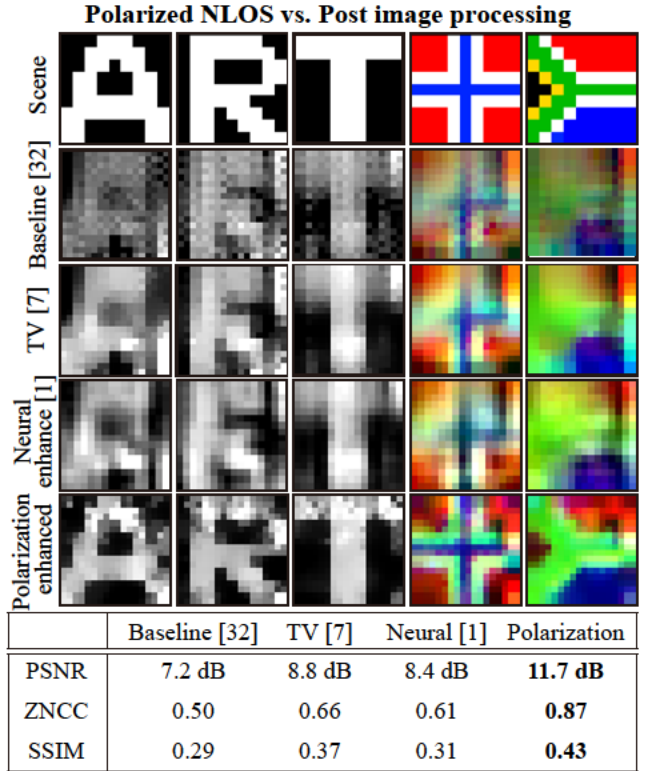 Polarized NLOS vs. Post image processing
Scene
Baseline [32]
TV [7]
Neural
enhance [1]
Polarization
enhanced
Baseline [32] TV [7] Neural [1] Polarization
PSNR 7.2 dB 8.8 dB 8.4 dB 11.7 dB
ZNCC 0.50 0.66 0.61 0.87
SSIM 0.29 0.37 0.31 0.43